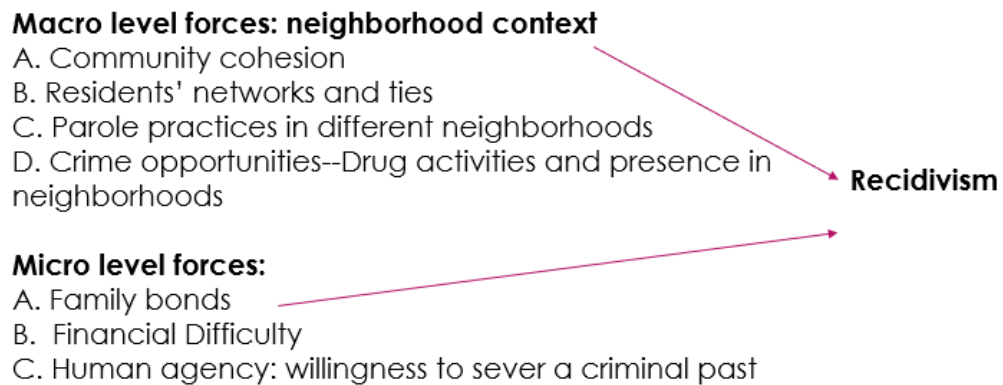 Macro level forces: neighborhood context
A. Community cohesion
B. Residents’ networks and ties
C. Parole practices in different neighborhoods
D. Crime opportunities--Drug activities and presence in
neighborhoods
Recidivism
Micro level forces:
A. Family bonds
B. Financial Difficulty
C. Human agency: willingness to sever a criminal past